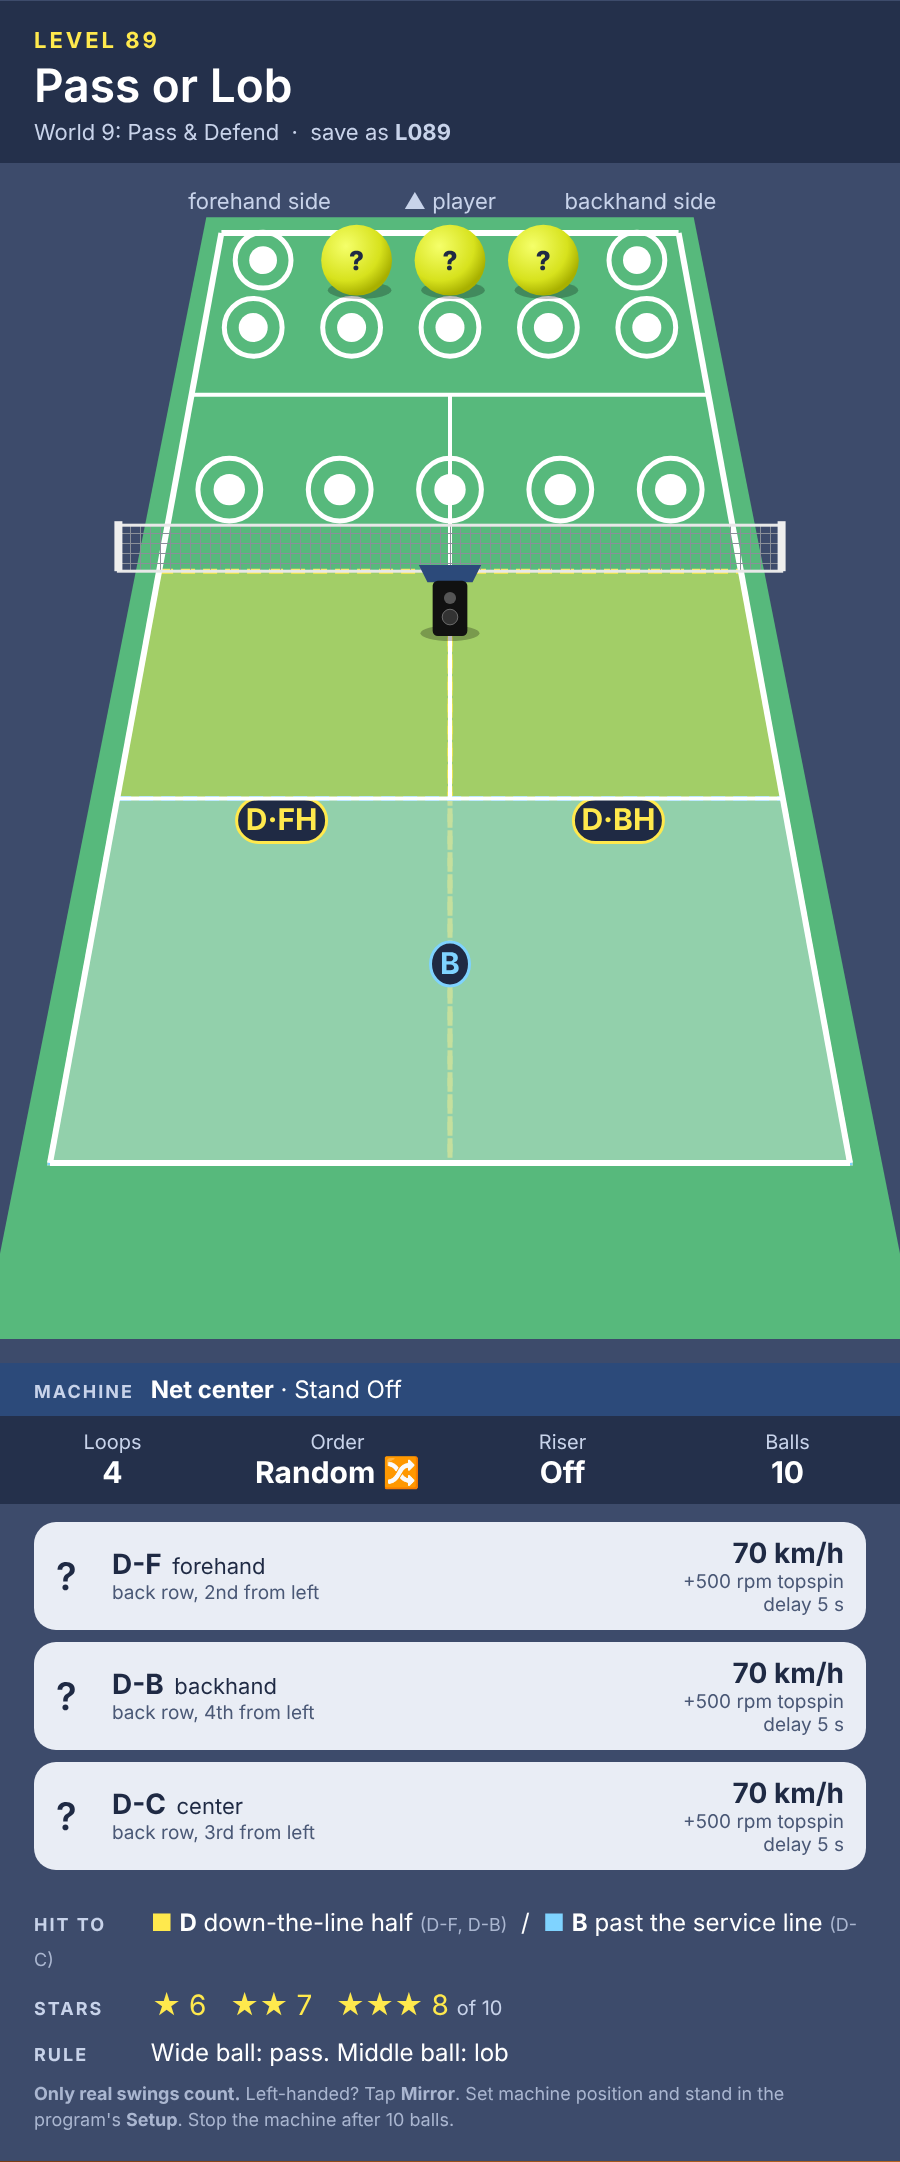 LEVEL 89
Pass or Lob
World 9: Pass & Defend · save as L089
forehand side ▲ player backhand side
? ? ?
D·FH D·BH
B
MACHINE Net center · Stand Off
Loops Order Riser Balls
4 Random 🔀 Off 10
? D-F forehand 70 km/h
back row, 2nd from left +500 rpm topspin
delay 5 s
? D-B backhand 70 km/h
back row, 4th from left +500 rpm topspin
delay 5 s
? D-C center 70 km/h
back row, 3rd from left +500 rpm topspin
delay 5 s
HIT TO D down-the-line half (D-F, D-B) / B past the service line (D-
C)
STARS ★ 6 ★★ 7 ★★★ 8 of 10
RULE Wide ball: pass. Middle ball: lob
Only real swings count. Left-handed? Tap Mirror. Set machine position and stand in the
program's Setup. Stop the machine after 10 balls.